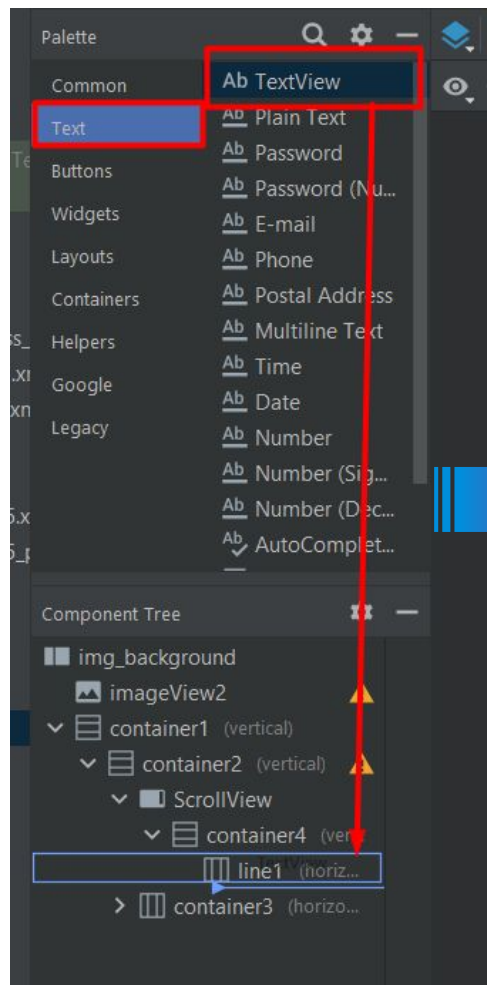 Palette
Common
Text
Buttons
Widgets
Layouts
Containers
Helpers
Google
Legacy
Ab TextView
Ab Plain Text
Ab Password
Ab Password (Nu...
Ab E-mail
Ab Phone
Ab Postal Address
Ab Multiline Text
Ab Time
Ab Date
Ab Number
Ab Number (Sig...
Ab Number (Dec...
Ab AutoComplet...
Component Tree
img_background
imageView2
container1 (vertical)
container2 (vertical)
ScrollView
container4 (ver
line1 (horiz...
container3 (horizo...